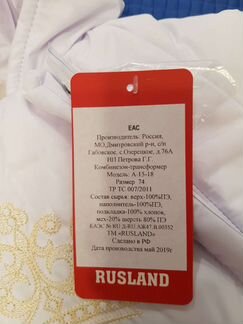 EAC
Производитель: Россия,
МО,Дмитровский р-н, с/п
Габовское, с.Озерецкое, д.76А
ИП Петрова Г.Г.
Комбинезон-трансформер
Модель: А-15-18
Размер 74
ТР ТС 007/2011
Состав сырья: верх-100%ПЭ,
наполнитель-100%ПЭ,
подкладка-100% хлопок,
мех-20% шерсть 80% ПЭ
ЕАЭС № RU Д-RU.АЖ47.В.00352
ТМ «RUSLAND»
Сделано в РФ
Дата производства май 2019г
RUSLAND